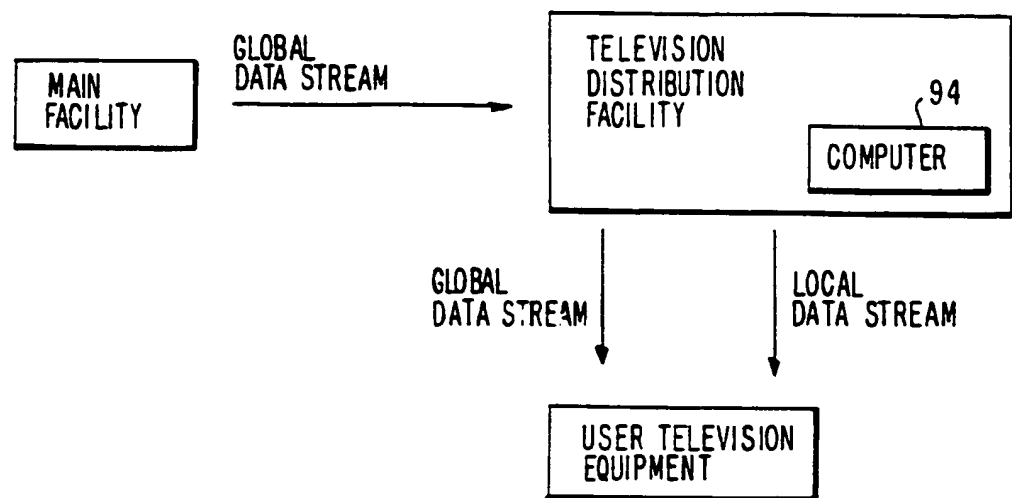 MAIN
FACILITY
GLOBAL
DATA STREAM
TELEVISION
DISTRIBUTION
FACILITY
94
COMPUTER
GLOBAL
DATA STREAM
LOCAL
DATA STREAM
USER TELEVISION
EQUIPMENT